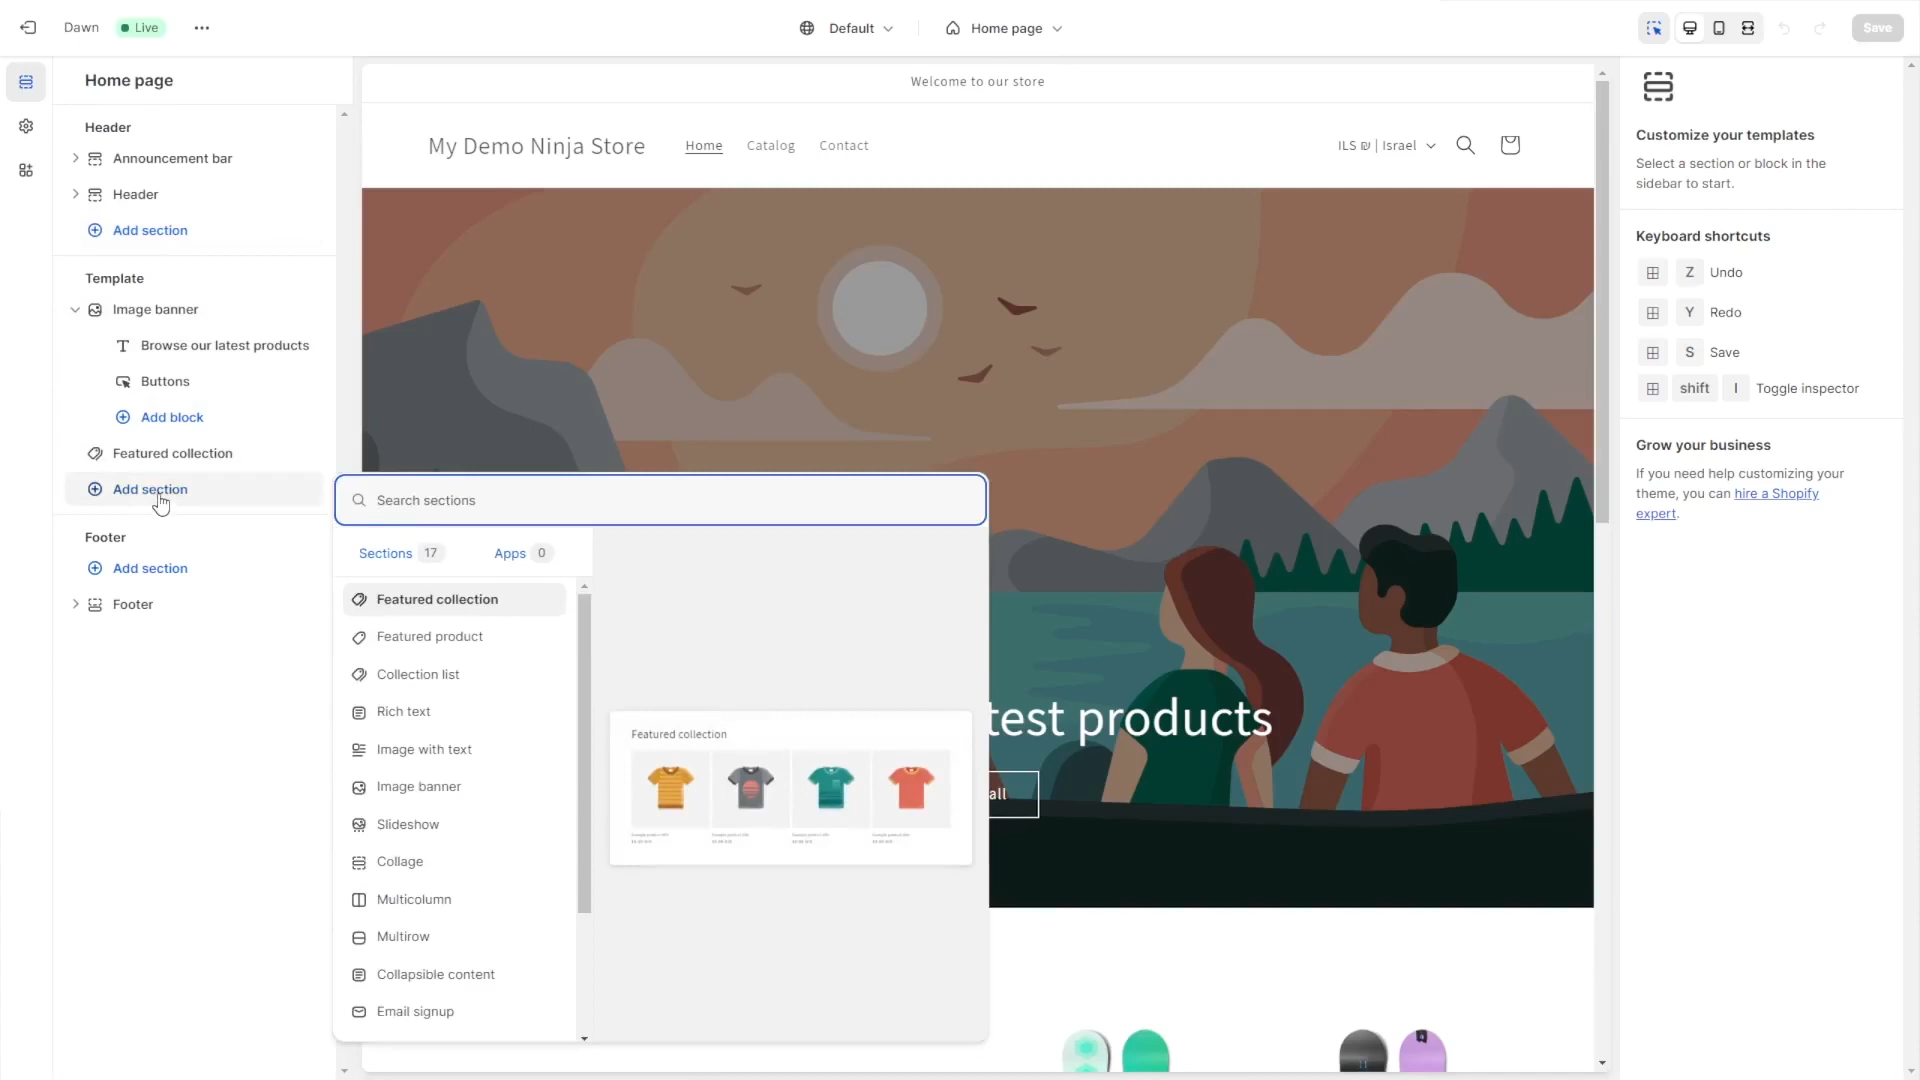 Dawn
Live
Default
Home page
Save
Home page
Header
Announcement bar
Header
Add section
Template
Image banner
Browse our latest products
Buttons
Add block
Featured collection
Add section
Footer
Add section
Footer
Welcome to our store
My Demo Ninja Store
Home
Catalog
Contact
ILS ₪ | Israel
test products
all
Search sections
Sections 17
Apps 0
Featured collection
Featured product
Collection list
Rich text
Image with text
Image banner
Slideshow
Collage
Multicolumn
Multirow
Collapsible content
Email signup
Featured collection
Customize your templates
Select a section or block in the
sidebar to start.
Keyboard shortcuts
Z Undo
Y Redo
S Save
shift I Toggle inspector
Grow your business
If you need help customizing your
theme, you can hire a Shopify
expert.